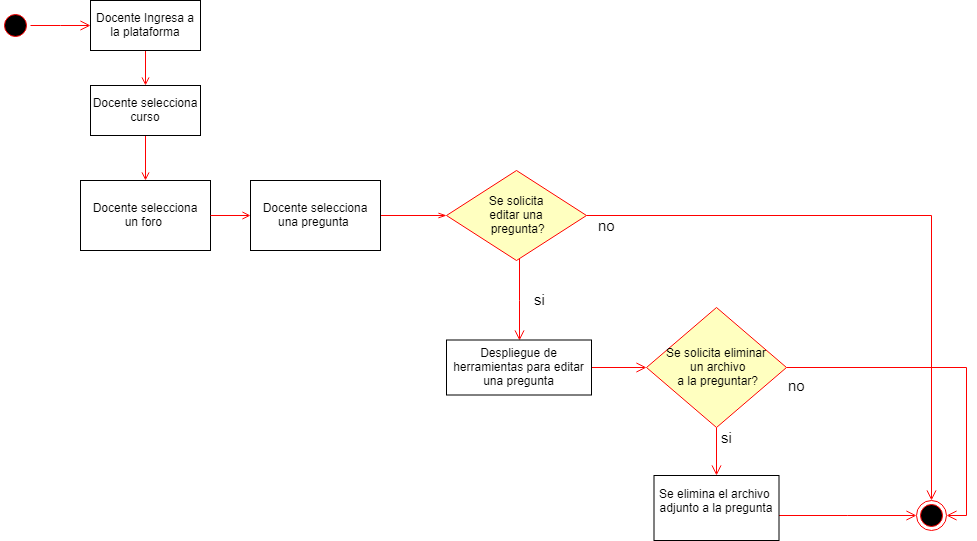 Docente Ingresa a
la plataforma
Docente selecciona
curso
Docente selecciona
un foro
Docente selecciona
una pregunta
Se solicita
editar una
pregunta?
no
si
Despliegue de
herramientas para editar
una pregunta
Se solicita eliminar
un archivo
a la preguntar?
no
si
Se elimina el archivo
adjunto a la pregunta